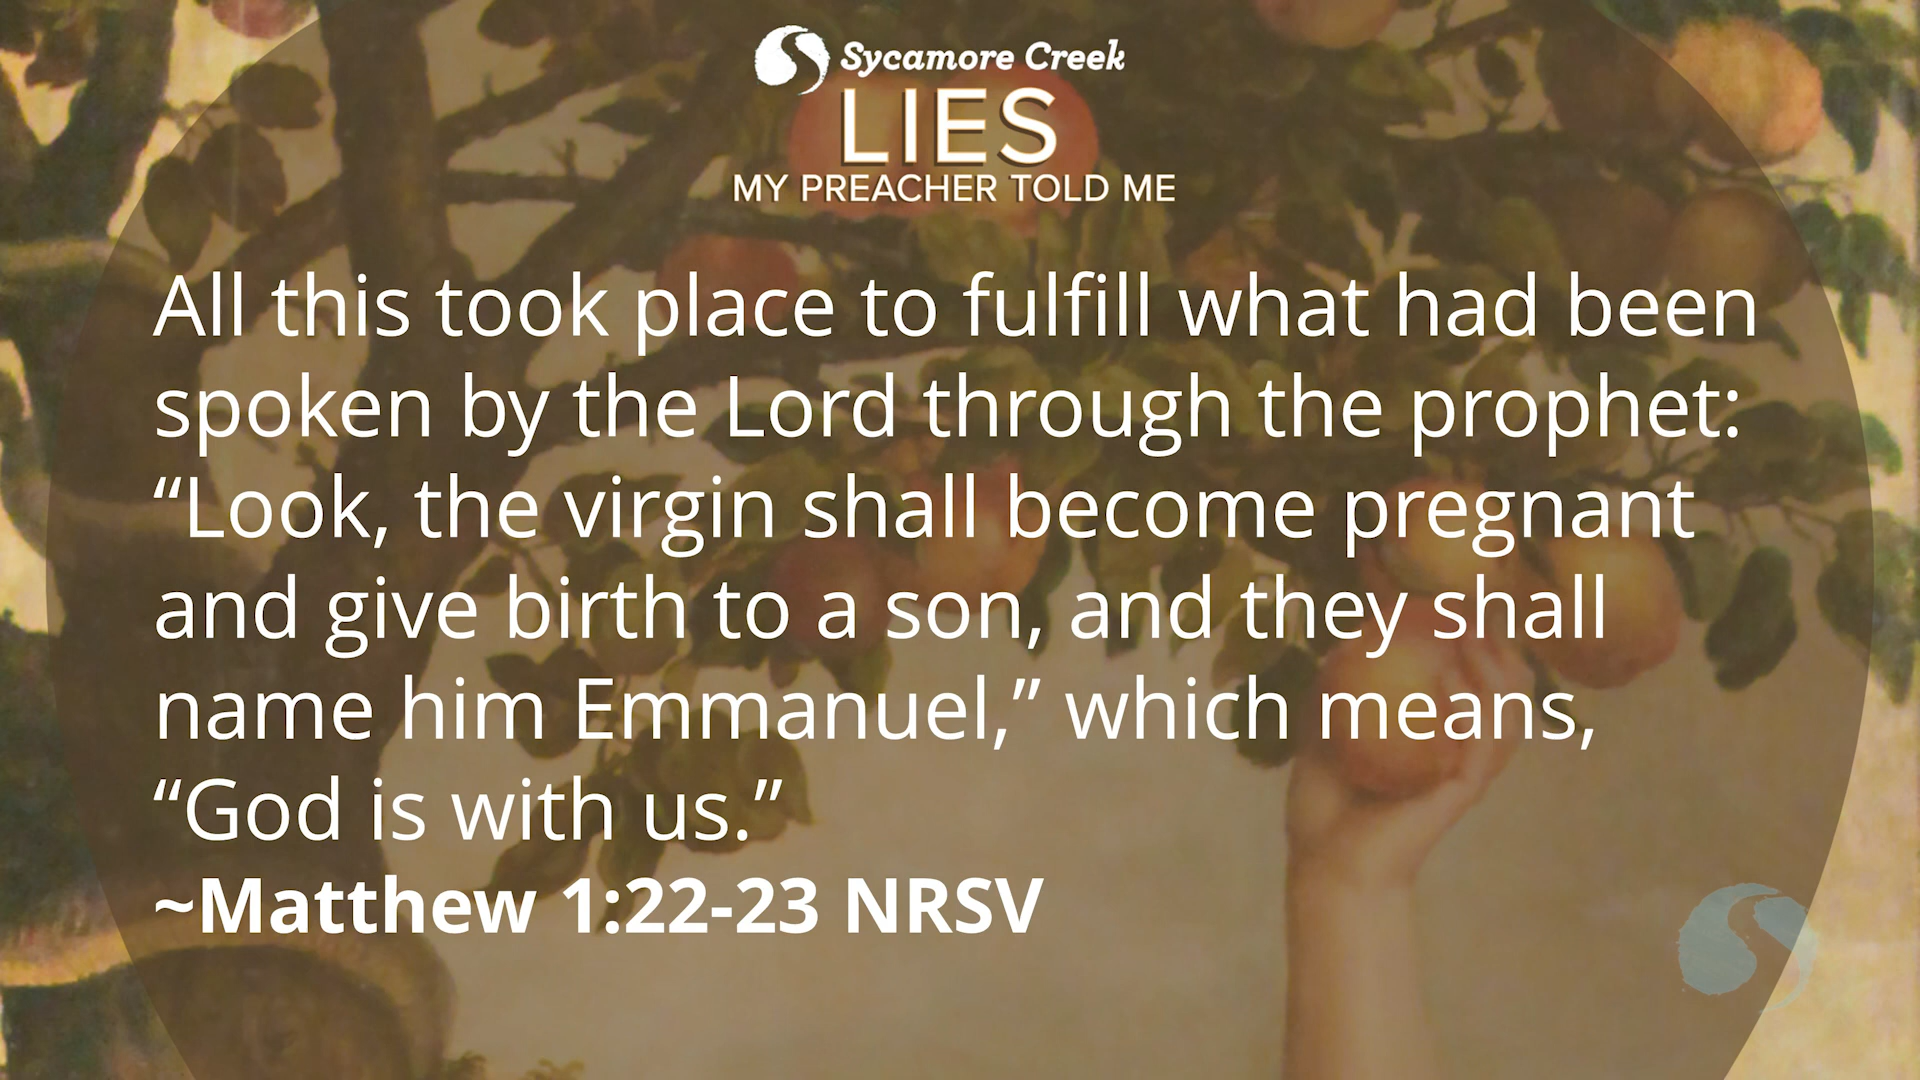 Sycamore Creek
LIES
MY PREACHER TOLD ME
All this took place to fulfill what had been
spoken by the Lord through the prophet:
“Look, the virgin shall become pregnant
and give birth to a son, and they shall
name him Emmanuel,” which means,
“God is with us.”
~Matthew 1:22-23 NRSV